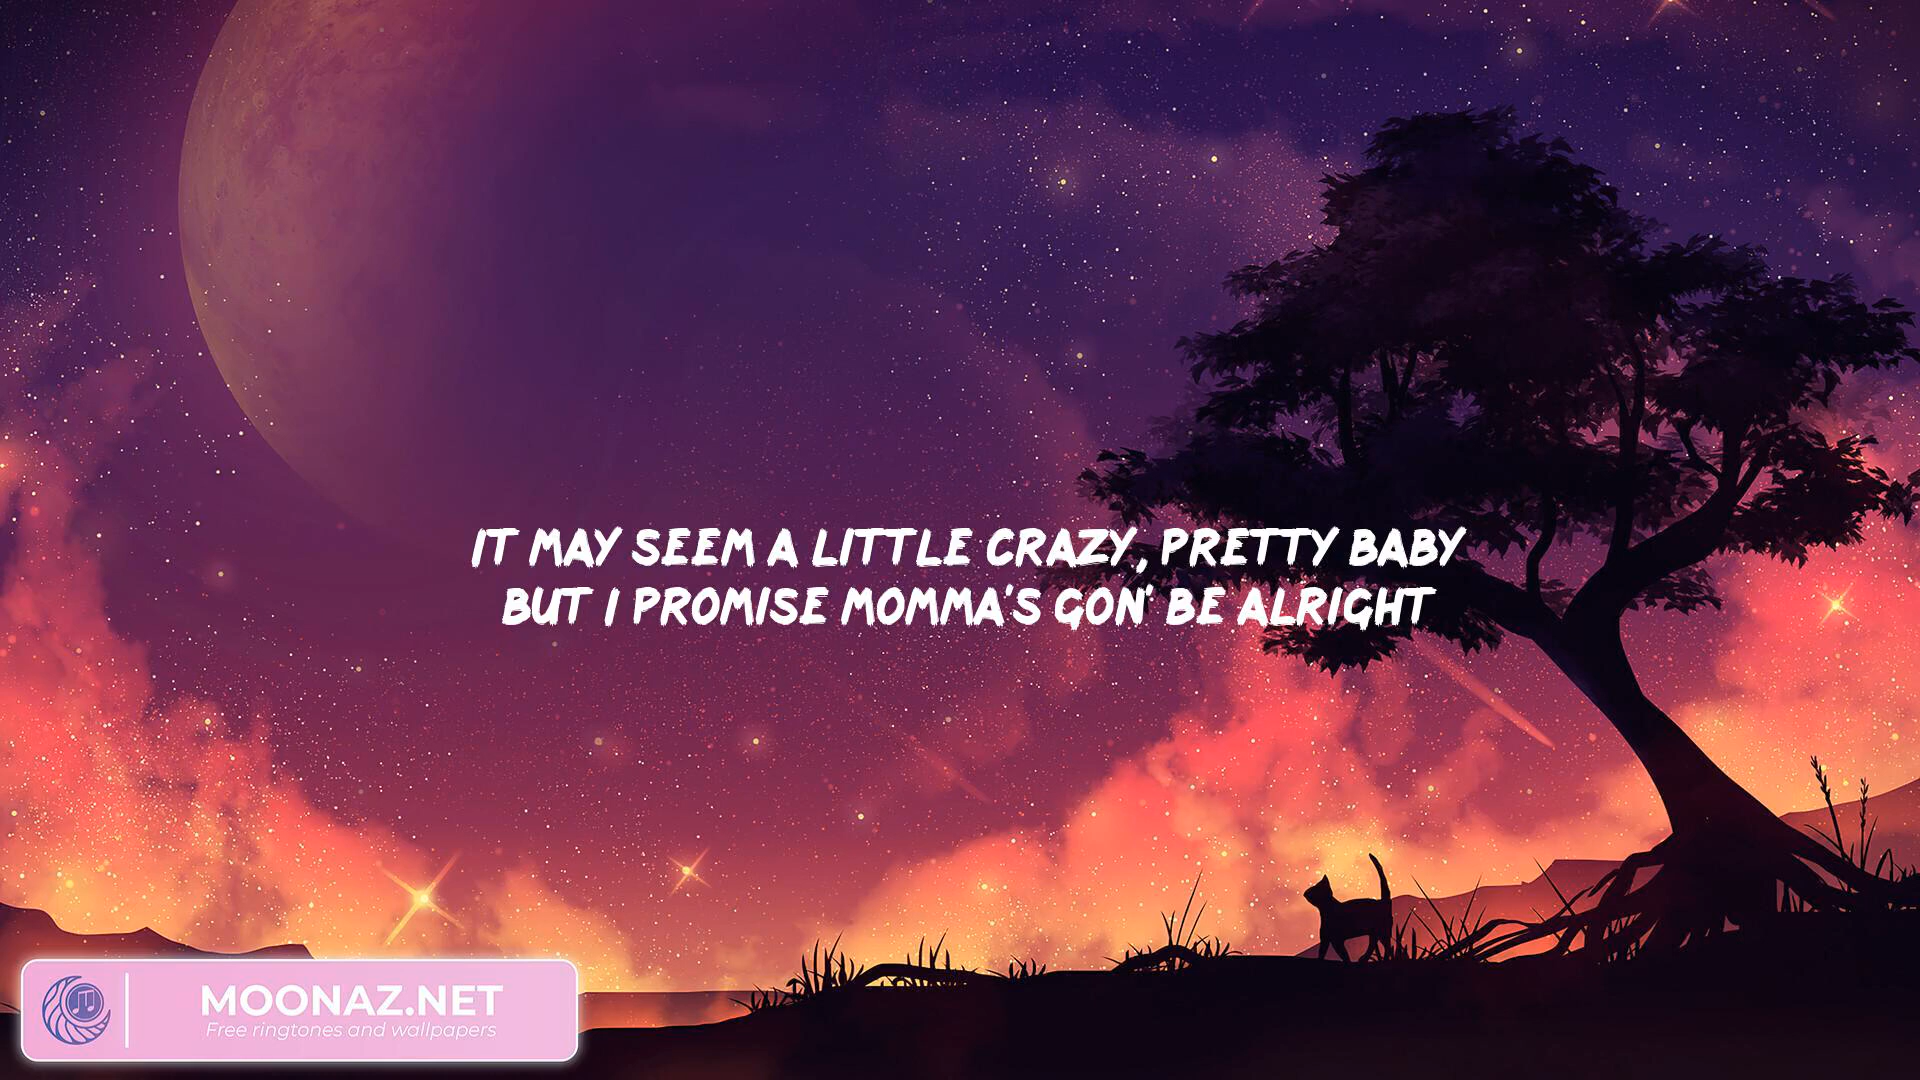 IT MAY SEEM A LITTLE CRAZY, PRETTY BABY
BUT I PROMISE MOMMA'S GON' BE ALRIGHT
MOONAZ.NET
Free ringtones and wallpapers